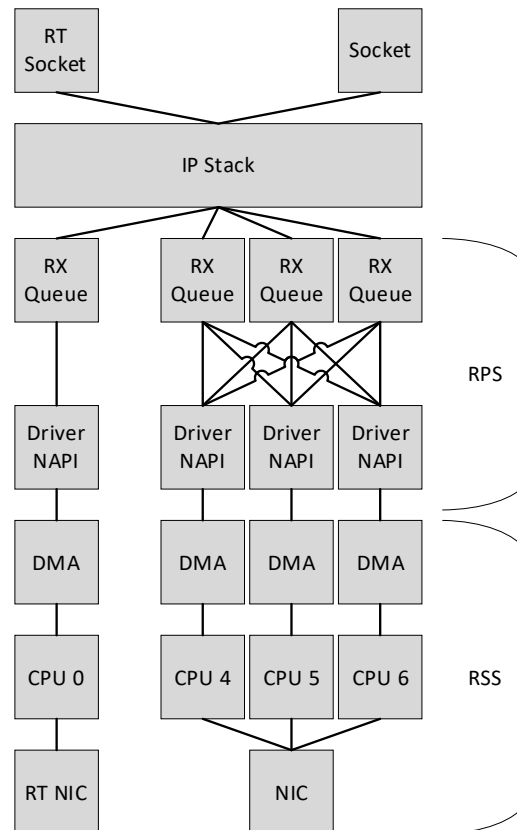 RT
Socket
Socket
IP Stack
RX
Queue
RX
Queue
RX
Queue
RX
Queue
RPS
Driver
NAPI
Driver
NAPI
Driver
NAPI
Driver
NAPI
DMA
DMA
DMA
DMA
CPU 0
CPU 4
CPU 5
CPU 6
RSS
RT NIC
NIC